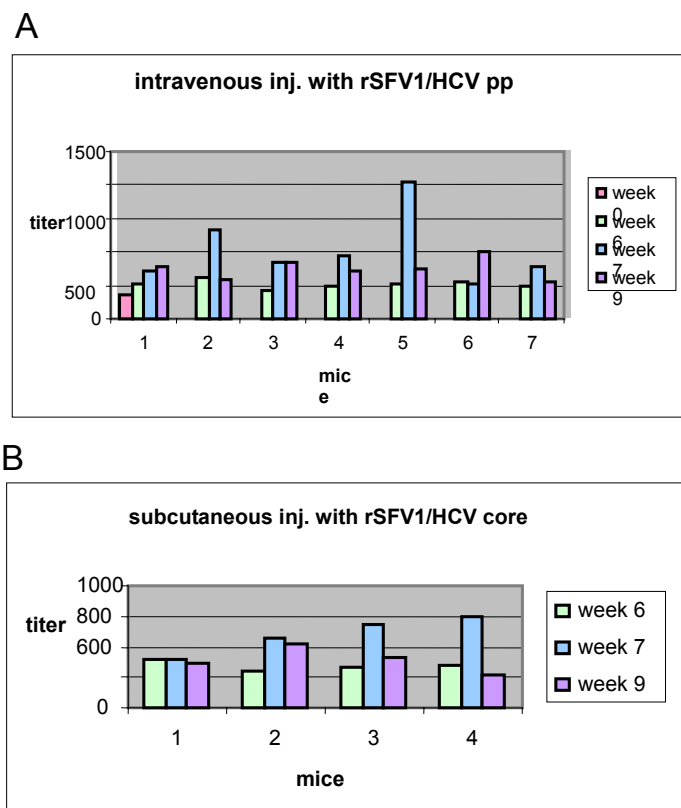 A
intravenous inj. with rSFV1/HCV pp
1500
titer 1000
500
0
1 2 3 4 5 6 7
mic
e
week
0
week
6
week
7
week
9
B
subcutaneous inj. with rSFV1/HCV core
1000
800
titer
600
0
1 2 3 4
mice
week 6
week 7
week 9